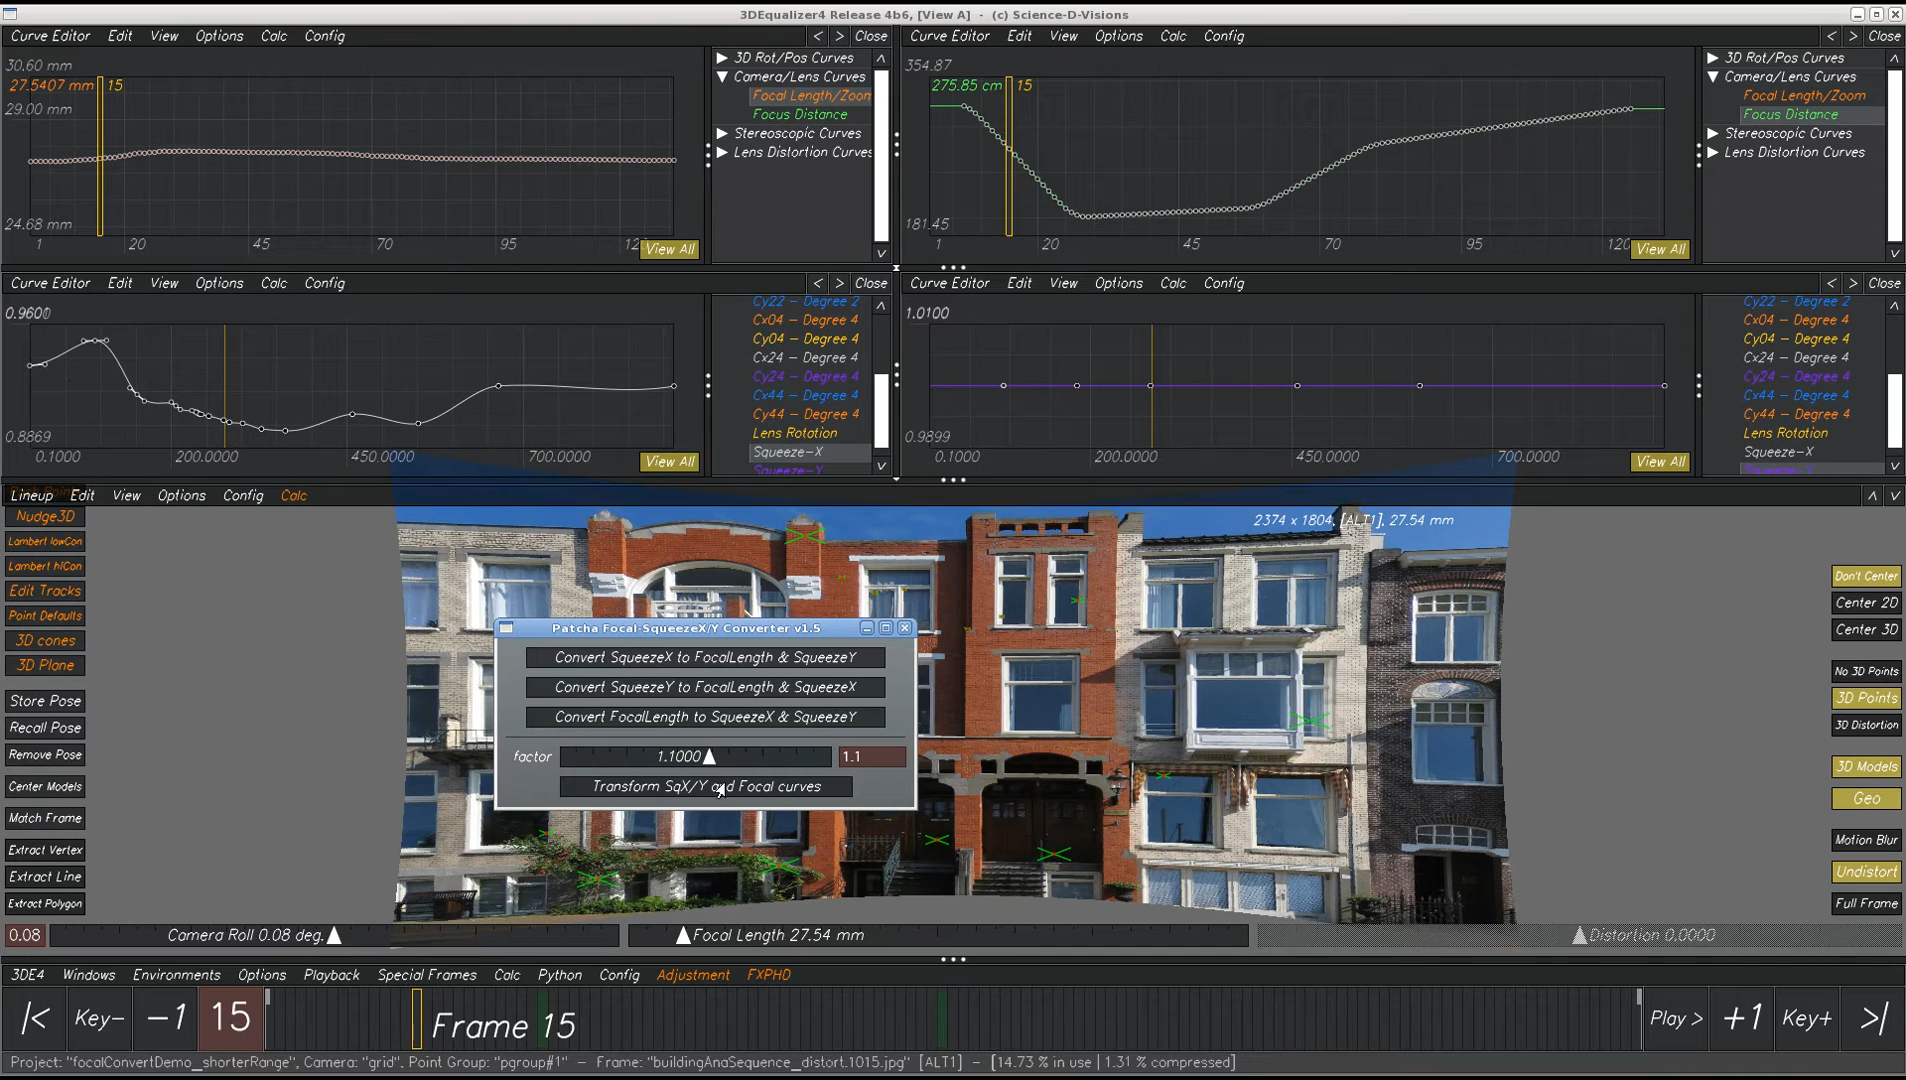 3DEqualizer4 Release 4b6, [View A] - (c) Science-D-Visions
Curve Editor Edit View Options Calc Config < > Close
30.60 mm
27.5407 mm 15
29.00 mm
24.68 mm
1 20 45 70 95 12
View All
3D Rot/Pos Curves
Camera/Lens Curves
Focal Length/Zoom
Focus Distance
Stereoscopic Curves
Lens Distortion Curves
Curve Editor Edit View Options Calc Config < > Close
354.87
275.85 cm 15
181.45
1 20 45 70 95 120
View All
3D Rot/Pos Curves
Camera/Lens Curves
Focal Length/Zoom
Focus Distance
Stereoscopic Curves
Lens Distortion Curves
Curve Editor Edit View Options Calc Config < > Close
0.9600
0.8869
0.1000 200.0000 450.0000 700.0000
View All
Cy22 - Degree 2
Cx04 - Degree 4
Cy04 - Degree 4
Cx24 - Degree 4
Cy24 - Degree 4
Cx44 - Degree 4
Cy44 - Degree 4
Lens Rotation
Squeeze-X
Squeeze-Y
Curve Editor Edit View Options Calc Config < > Close
1.0100
0.9899
0.1000 200.0000 450.0000 700.0000
View All
Cy22 - Degree 2
Cx04 - Degree 4
Cy04 - Degree 4
Cx24 - Degree 4
Cy24 - Degree 4
Cx44 - Degree 4
Cy44 - Degree 4
Lens Rotation
Squeeze-X
Squeeze-Y
Lineup Edit View Options Config Calc
Nudge3D
Lambert lowCon
Lambert hiCon
Edit Tracks
Point Defaults
3D cones
3D Plane
Store Pose
Recall Pose
Remove Pose
Center Models
Match Frame
Extract Vertex
Extract Line
Extract Polygon
2374 x 1804, [ALT1], 27.54 mm
Patcha Focal-SqueezeX/Y Converter v1.5
Convert SqueezeX to FocalLength & SqueezeY
Convert SqueezeY to FocalLength & SqueezeX
Convert FocalLength to SqueezeX & SqueezeY
factor 1.1000 1.1
Transform SqX/Y and Focal curves
Don't Center
Center 2D
Center 3D
No 3D Points
3D Points
3D Distortion
3D Models
Geo
Motion Blur
Undistort
Full Frame
0.08 Camera Roll 0.08 deg. Focal Length 27.54 mm Distortion 0.0000
3DE4 Windows Environments Options Playback Special Frames Calc Python Config Adjustment FXPHD
|< Key- -1 15 Frame 15 Play > +1 Key+ >|
Project: "focalConvertDemo_shorterRange", Camera: "grid", Point Group: "pgroup#1" - Frame: "buildingAnaSequence_distort.1015.jpg" [ALT1] - [14.73 % in use | 1.31 % compressed]